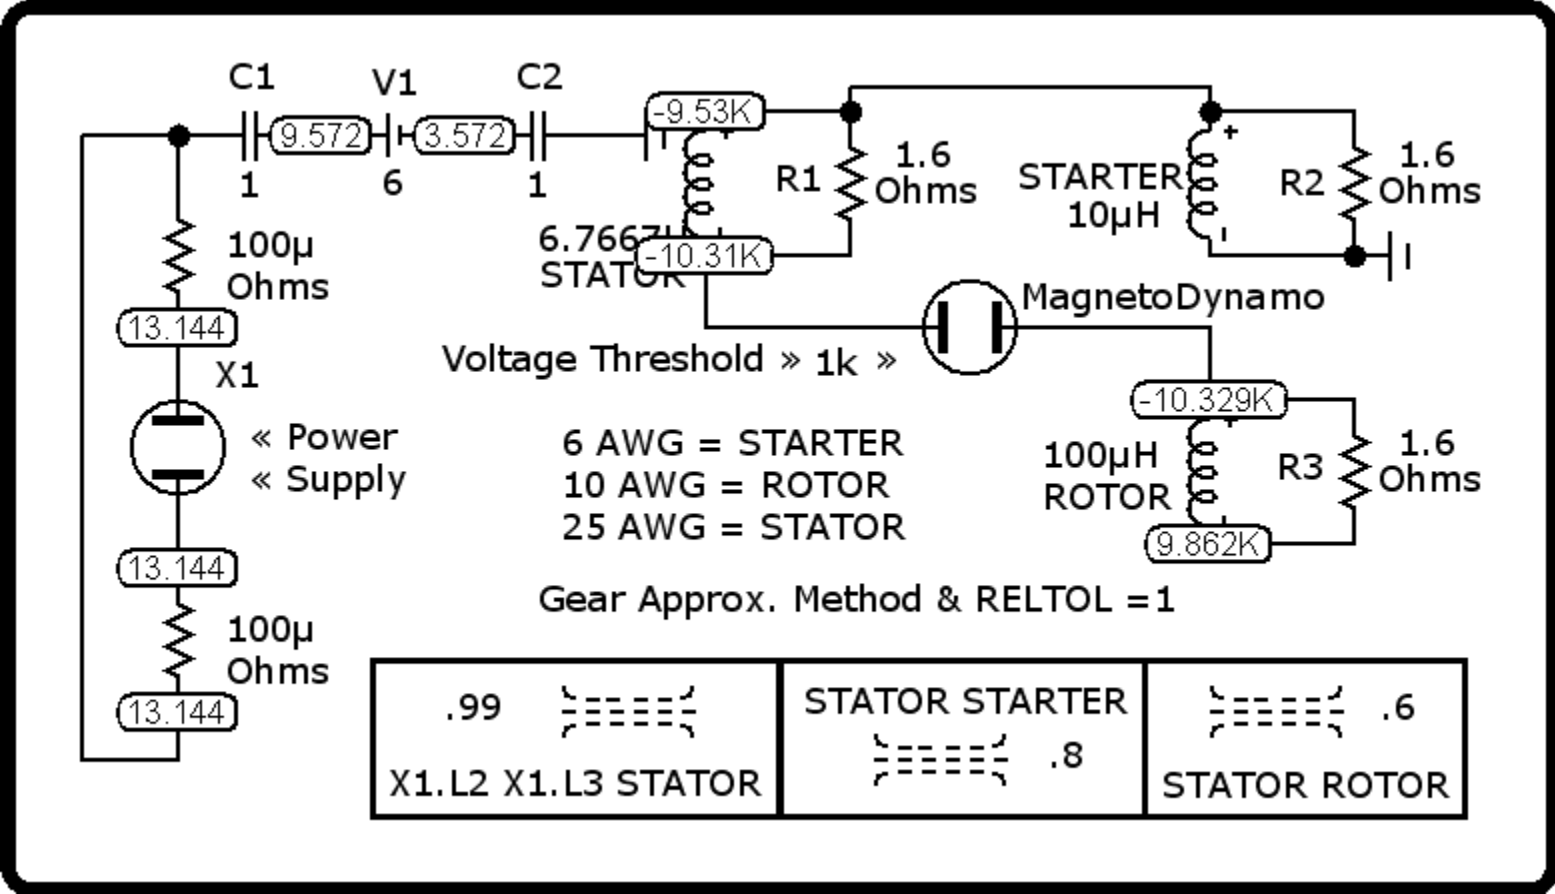 C1
V1
C2
9.572
3.572
1
6
1
-9.53K
R1
1.6
Ohms
STARTER
10µH
+
R2
1.6
Ohms
100µ
Ohms
STATOR
-10.31K
MagnetoDynamo
13.144
Voltage Threshold » 1k »
X1
« Power
« Supply
-10.329K
6 AWG = STARTER
10 AWG = ROTOR
25 AWG = STATOR
100µH
ROTOR
R3
1.6
Ohms
9.862K
13.144
Gear Approx. Method & RELTOL =1
100µ
Ohms
13.144
.99
X1.L2 X1.L3 STATOR
STATOR STARTER
.8
.6
STATOR ROTOR